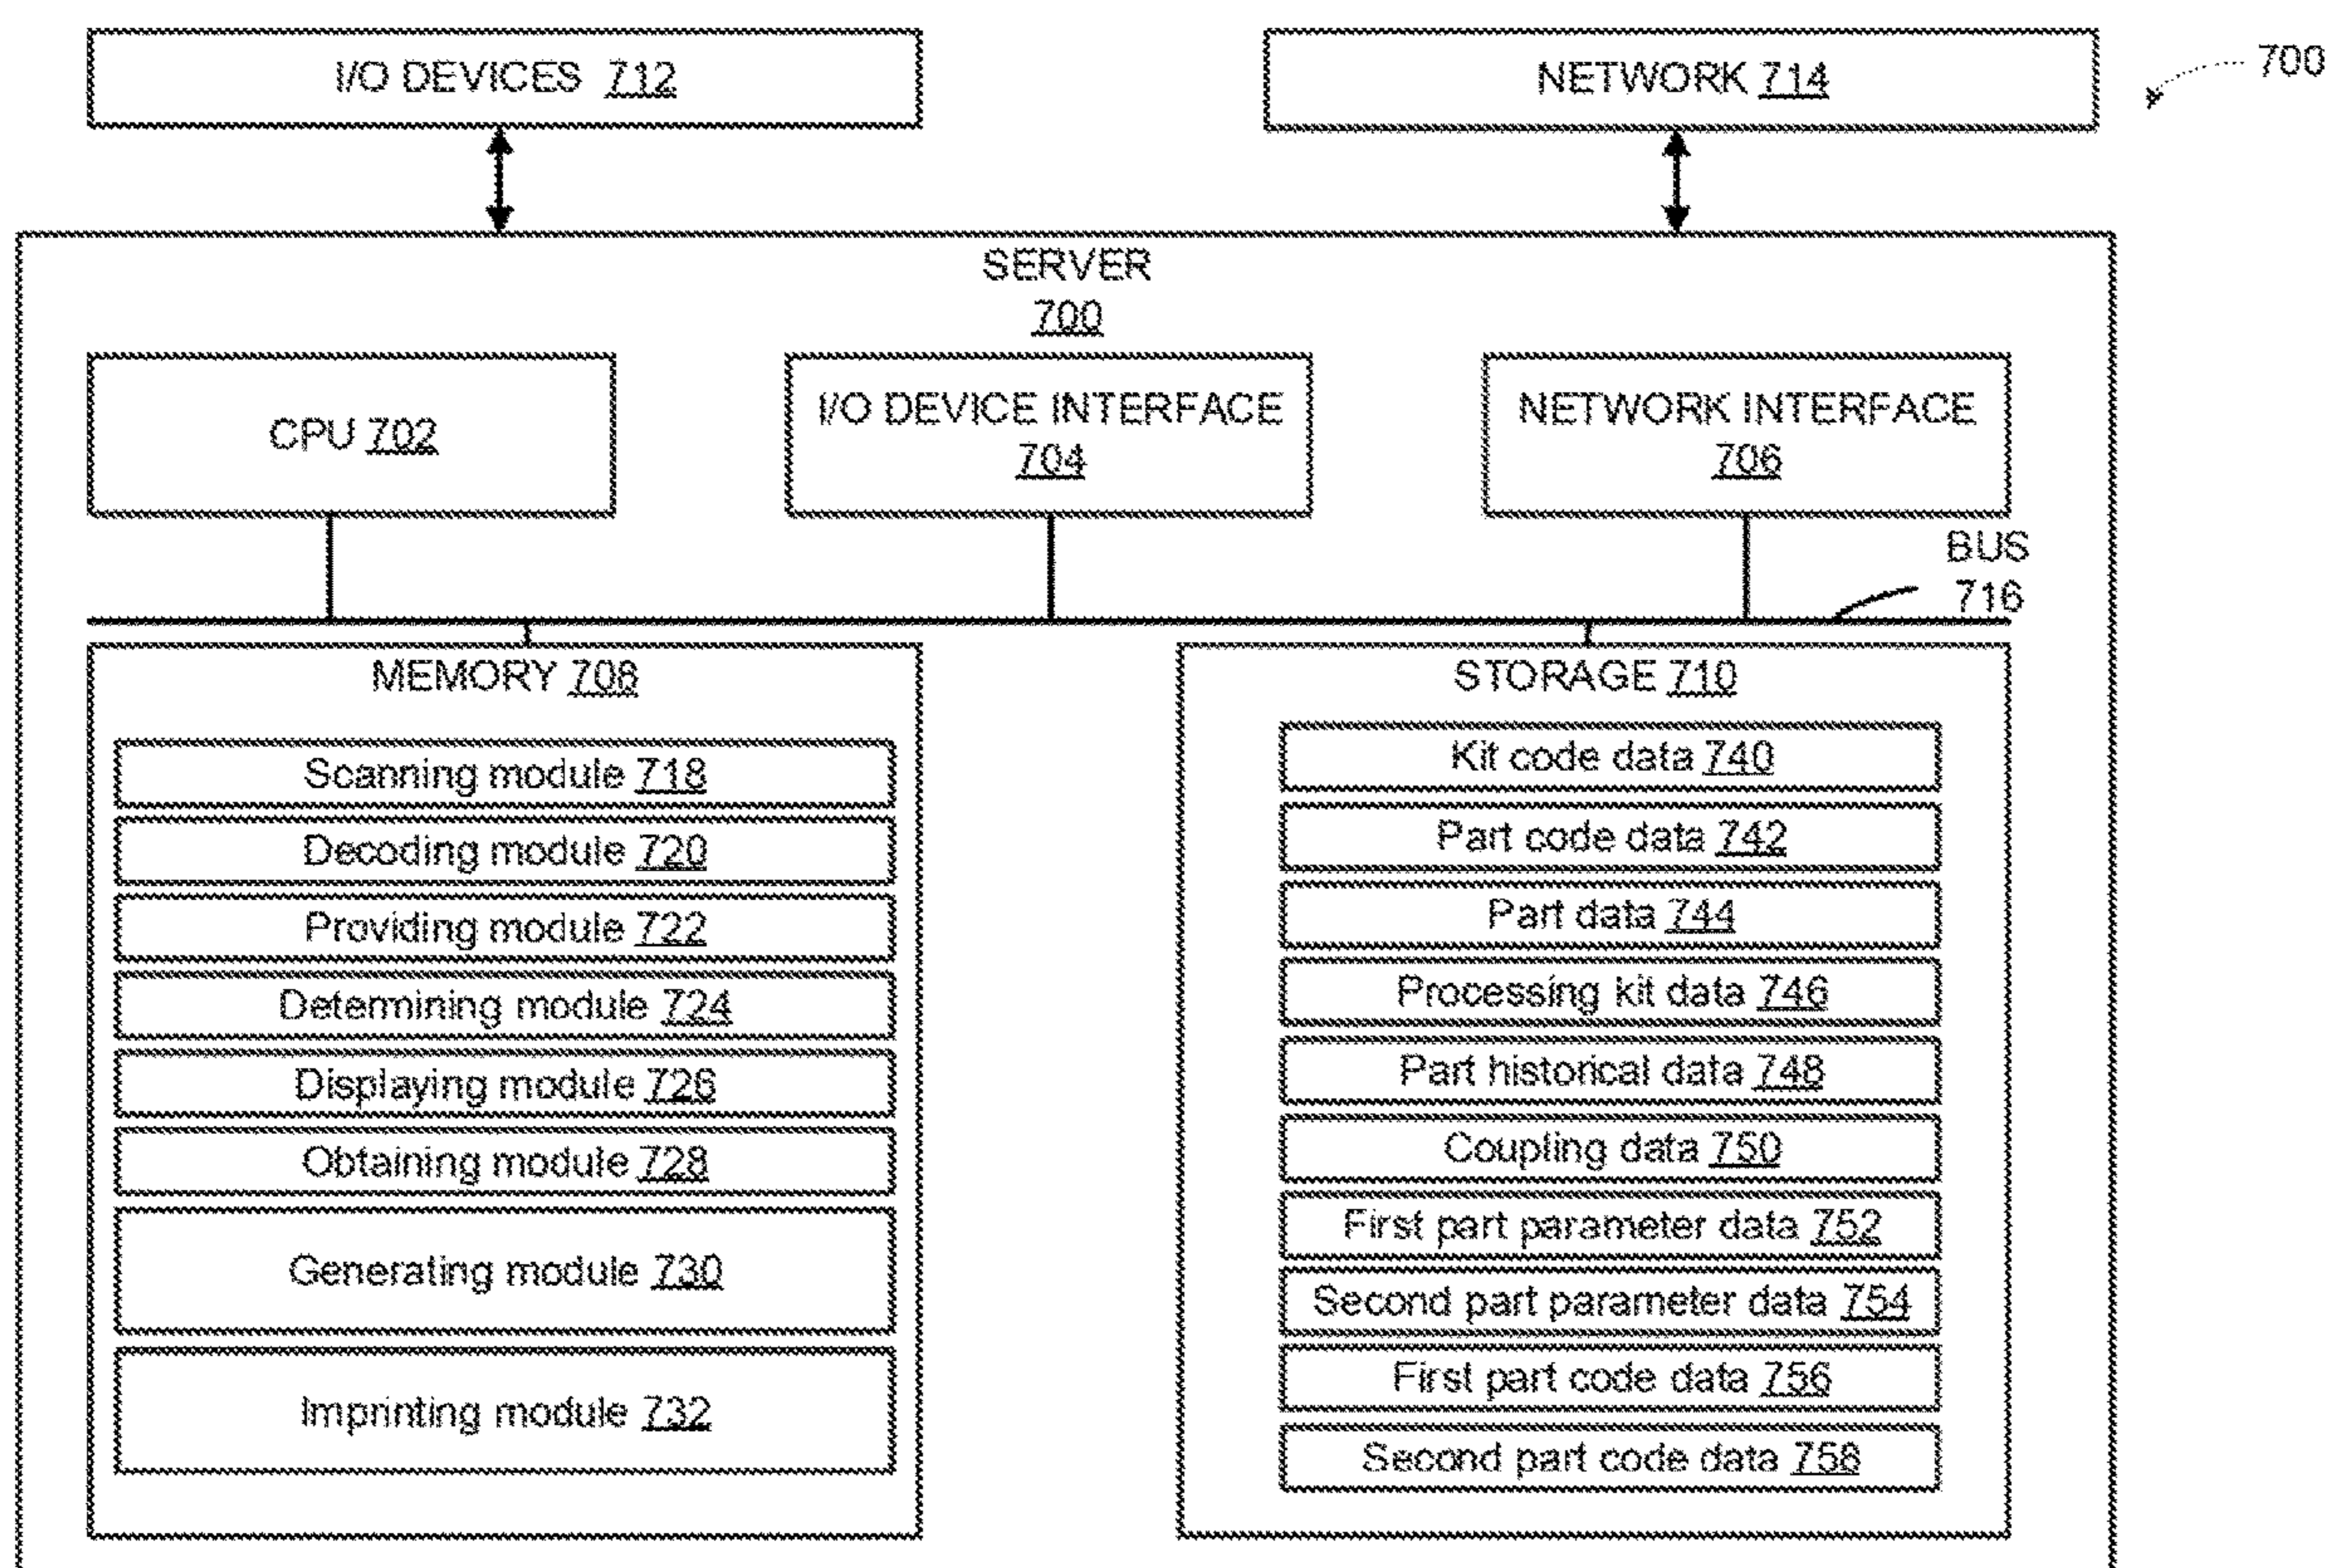 I/O DEVICES 712
NETWORK 714
700
SERVER
700
CPU 702
I/O DEVICE INTERFACE
704
NETWORK INTERFACE
706
BUS
716
MEMORY 708
Scanning module 718
Decoding module 720
Providing module 722
Determining module 724
Displaying module 726
Obtaining module 728
Generating module 730
Imprinting module 732
STORAGE 710
Kit code data 740
Part code data 742
Part data 744
Processing kit data 746
Part historical data 748
Coupling data 750
First part parameter data 752
Second part parameter data 754
First part code data 756
Second part code data 758